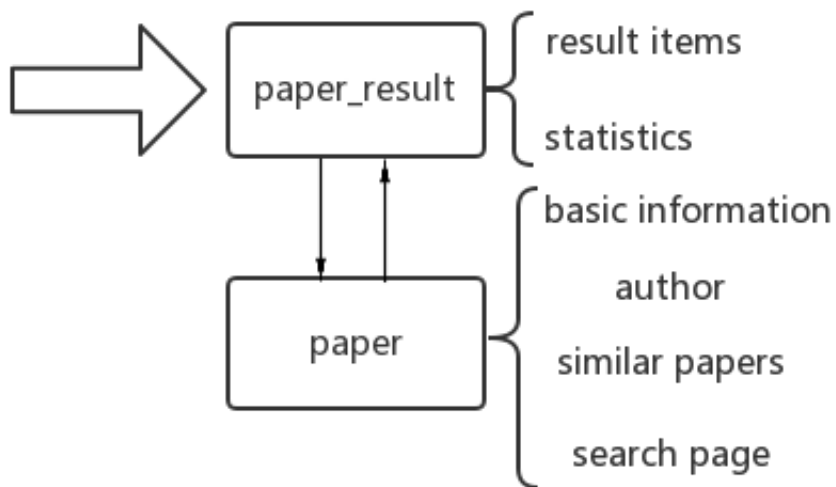 paper_result
result items
statistics
paper
basic information
author
similar papers
search page